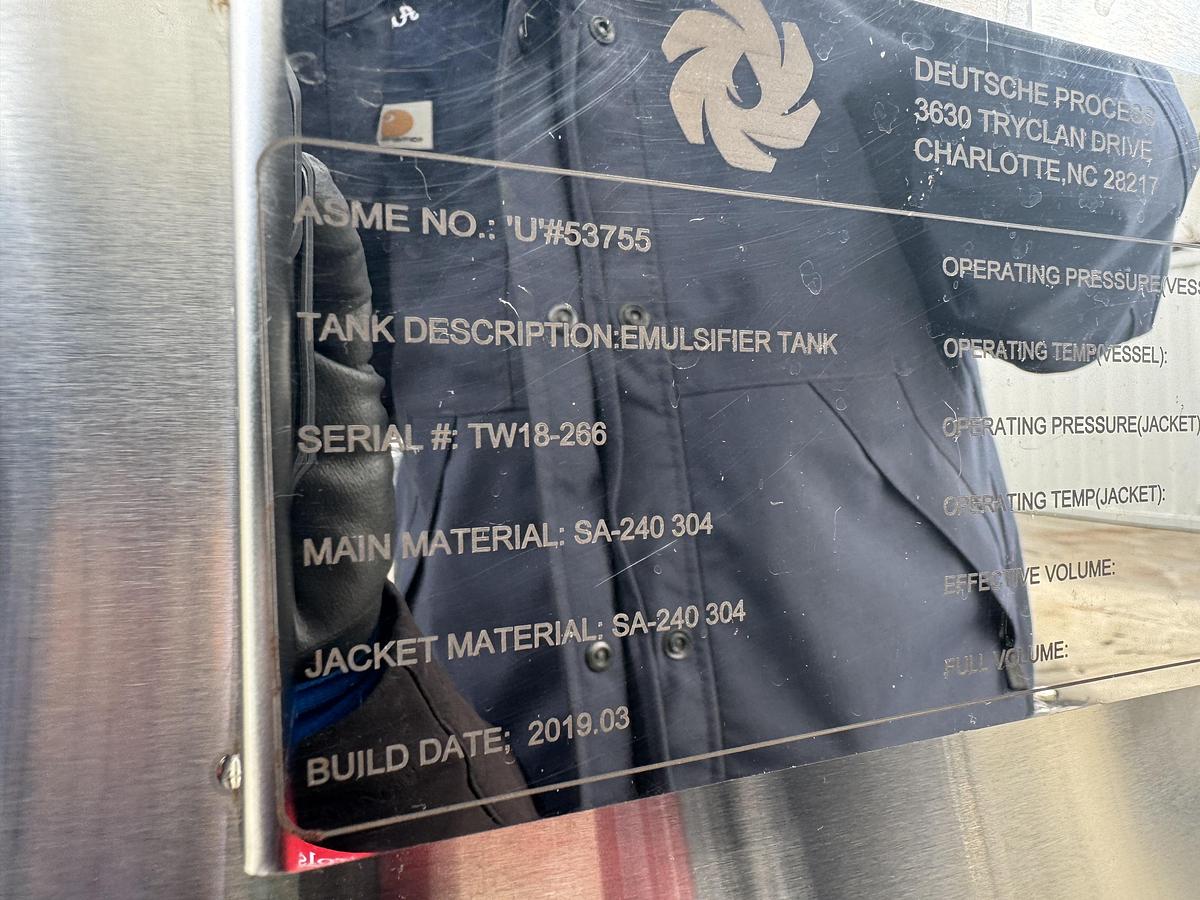 DEUTSCHE PROCESS
3630 TRYCLAN DRIVE,
CHARLOTTE,NC 28217
ASME NO.: 'U'#53755
TANK DESCRIPTION:EMULSIFIER TANK
SERIAL #: TW18-266
MAIN MATERIAL: SA-240 304
JACKET MATERIAL: SA-240 304
BUILD DATE; 2019.03
OPERATING PRESSURE(VESS
OPERATING TEMP(VESSEL):
OPERATING PRESSURE(JACKET)
OPERATING TEMP(JACKET):
EFFECTIVE VOLUME:
FULL VOLUME: